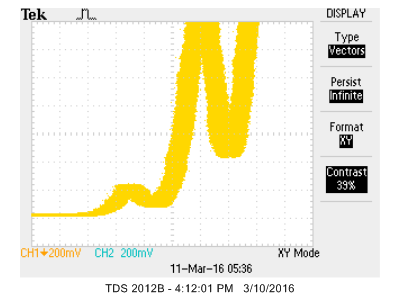 Tek
DISPLAY
Type
Vectors
Persist
Infinite
Format
XY
Contrast
39%
CH1 200mV CH2 200mV XY Mode
11-Mar-16 05:36
TDS 2012B - 4:12:01 PM 3/10/2016